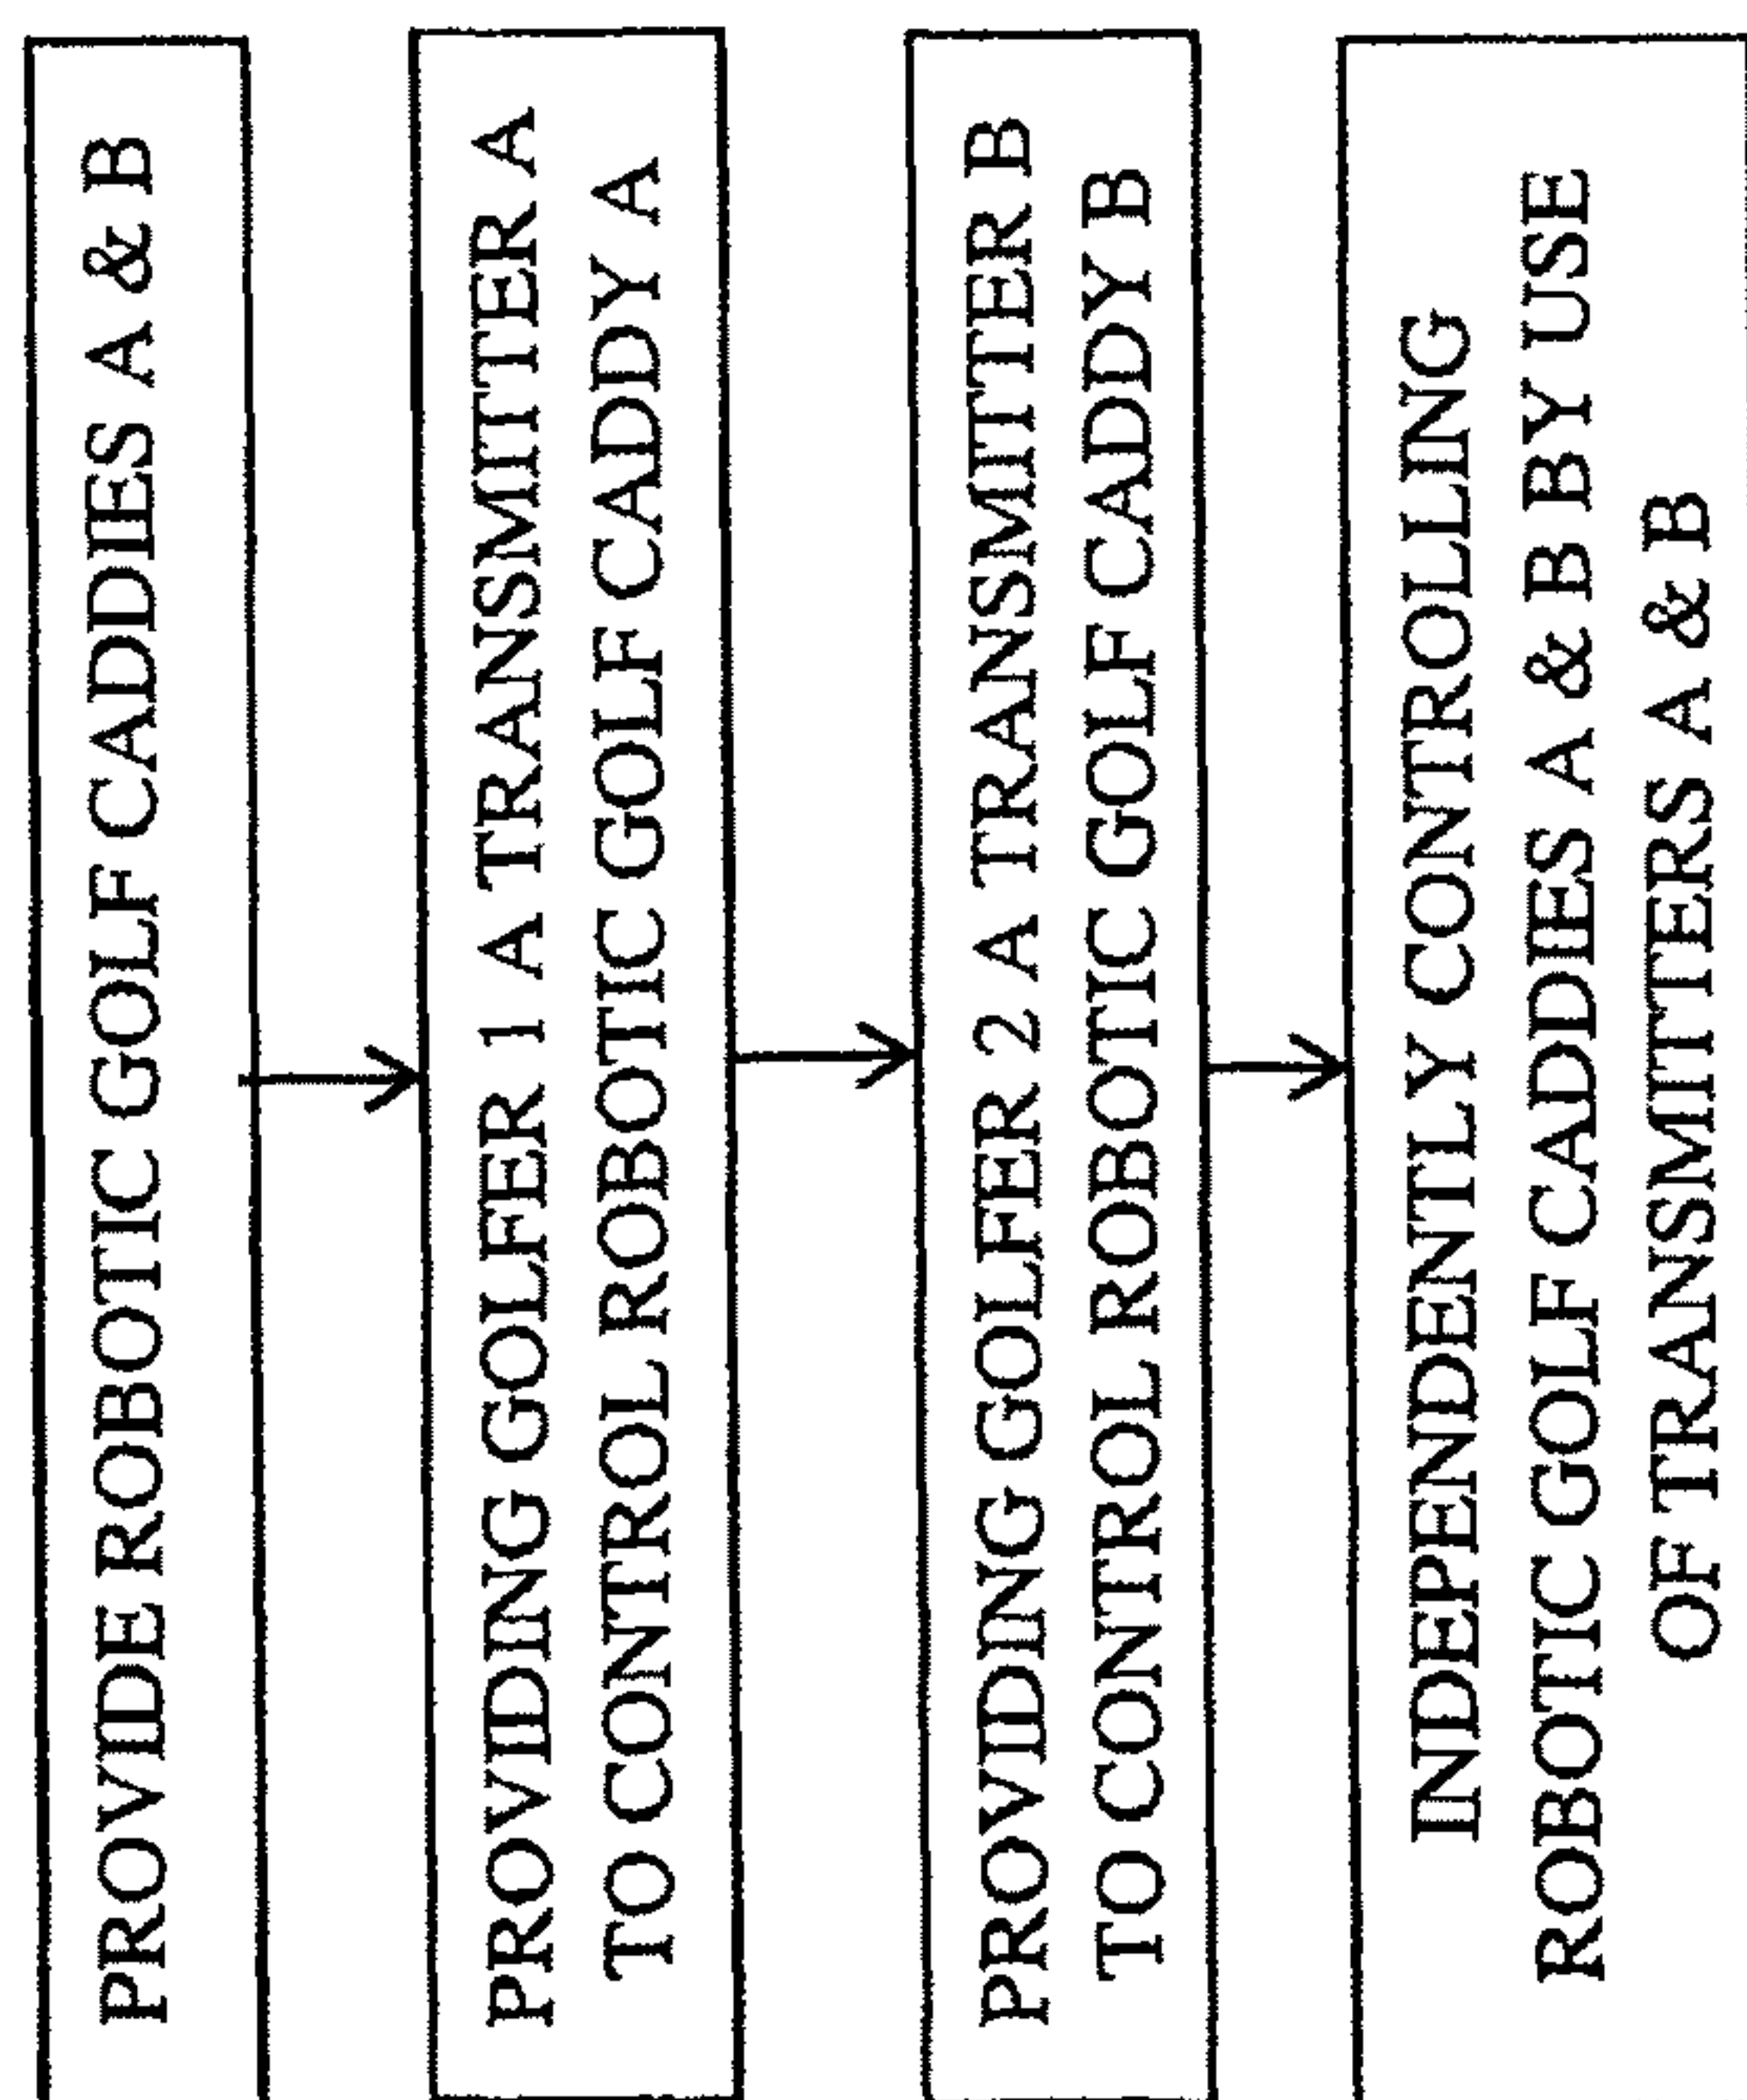 PROVIDE ROBOTIC GOLF CADDIES A & B
PROVIDING GOLFER 1 A TRANSMITTER A
TO CONTROL ROBOTIC GOLF CADDY A
PROVIDING GOLFER 2 A TRANSMITTER B
TO CONTROL ROBOTIC GOLF CADDY B
INDEPENDENTLY CONTROLLING
ROBOTIC GOLF CADDIES A & B BY USE
OF TRANSMITTERS A & B